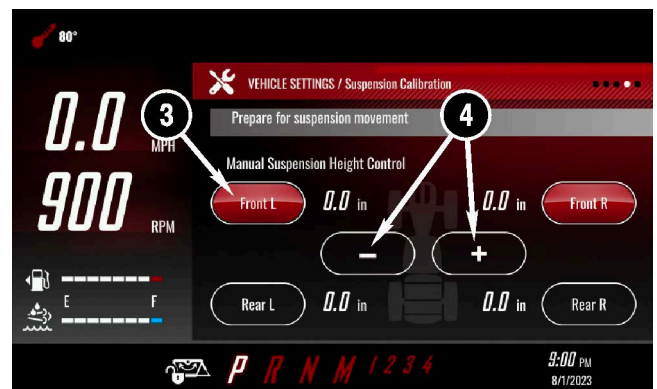 80°
VEHICLE SETTINGS / Suspension Calibration
Prepare for suspension movement
3
4
0.0 MPH
Manual Suspension Height Control
Front L 0.0 in 0.0 in Front R
900 RPM
− +
E F
Rear L 0.0 in 0.0 in Rear R
P R N M 1 2 3 4
9:00 PM
8/1/2023